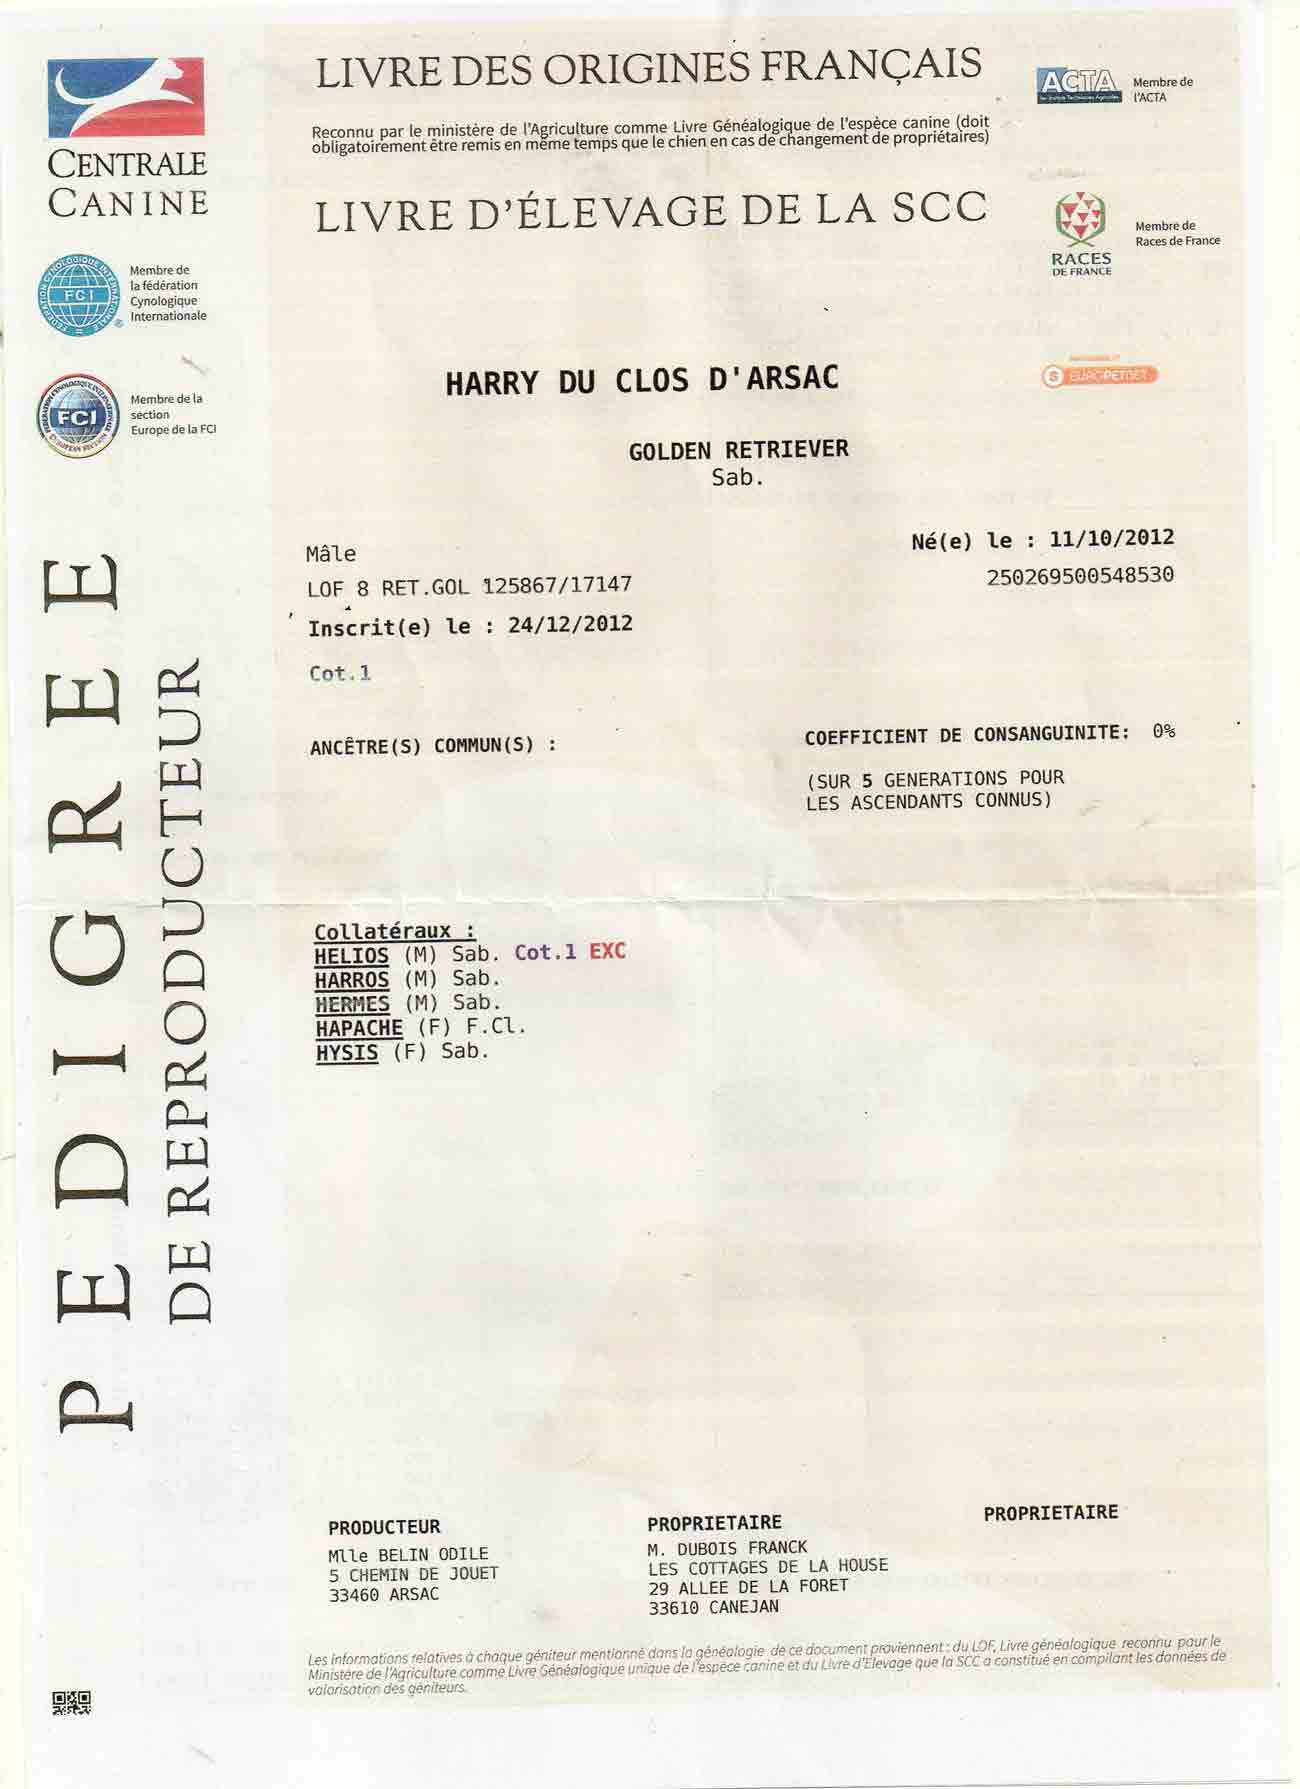 CENTRALE
CANINE
Membre de
la fédération
Cynologique
Internationale
FCI
Membre de la
section
Europe de la FCI
FCI
PEDIGREE
DE REPRODUCTEUR
LIVRE DES ORIGINES FRANÇAIS
Reconnu par le ministère de l'Agriculture comme Livre Généalogique de l'espèce canine (doit
obligatoirement être remis en même temps que le chien en cas de changement de propriétaires)
LIVRE D'ÉLEVAGE DE LA SCC
ACTA
Membre de
l'ACTA
RACES
DE FRANCE
Membre de
Races de France
EUROPETNET
HARRY DU CLOS D'ARSAC
GOLDEN RETRIEVER
Sab.
Mâle
LOF 8 RET.GOL 125867/17147
Inscrit(e) le : 24/12/2012
Cot.1
Né(e) le : 11/10/2012
250269500548530
ANCÊTRE(S) COMMUN(S) :
COEFFICIENT DE CONSANGUINITE: 0%
(SUR 5 GENERATIONS POUR
LES ASCENDANTS CONNUS)
Collatéraux :
HELIOS (M) Sab. Cot.1 EXC
HARROS (M) Sab.
HERMES (M) Sab.
HAPACHE (F) F.Cl.
HYSIS (F) Sab.
PRODUCTEUR
Mlle BELIN ODILE
5 CHEMIN DE JOUET
33460 ARSAC
PROPRIETAIRE
M. DUBOIS FRANCK
LES COTTAGES DE LA HOUSE
29 ALLEE DE LA FORET
33610 CANEJAN
PROPRIETAIRE
Les informations relatives à chaque géniteur mentionné dans la généalogie de ce document proviennent : du LOF, Livre généalogique reconnu pour le
Ministère de l'Agriculture comme Livre Généalogique unique de l'espèce canine et du Livre d'Elevage que la SCC a constitué en compilant les données de
valorisation des géniteurs.